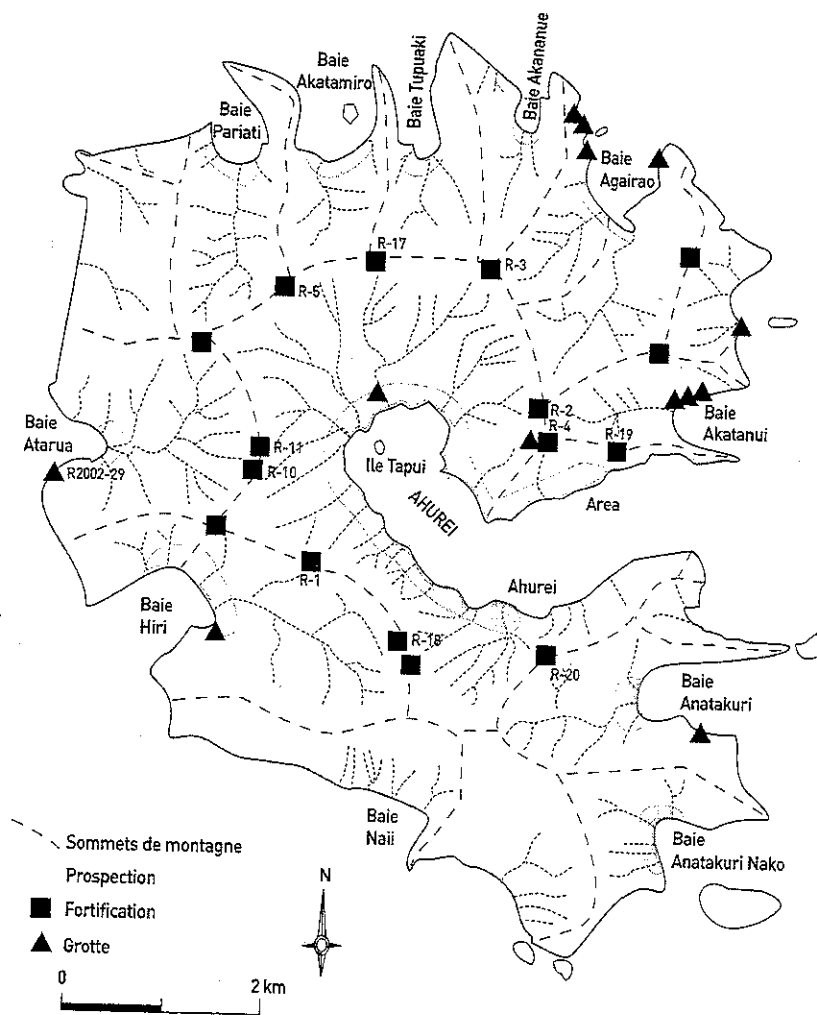 Baie
Akatamiro
Baie Tupuaki
Baie Akananue
Baie
Pariati
Baie
Agairao
R-17
R-3
R-5
R-2
R-4
R-19
Baie
Akatanui
Baie
Atarua
R2002-29
R-11
R-10
Ile Tapui
AHUREI
Area
R-1
Ahurei
Baie
Hiri
R-18
R-20
Baie
Anatakuri
Baie
Naii
Baie
Anatakuri Nako
Sommets de montagne
Prospection
Fortification
Grotte
N
0 2 km